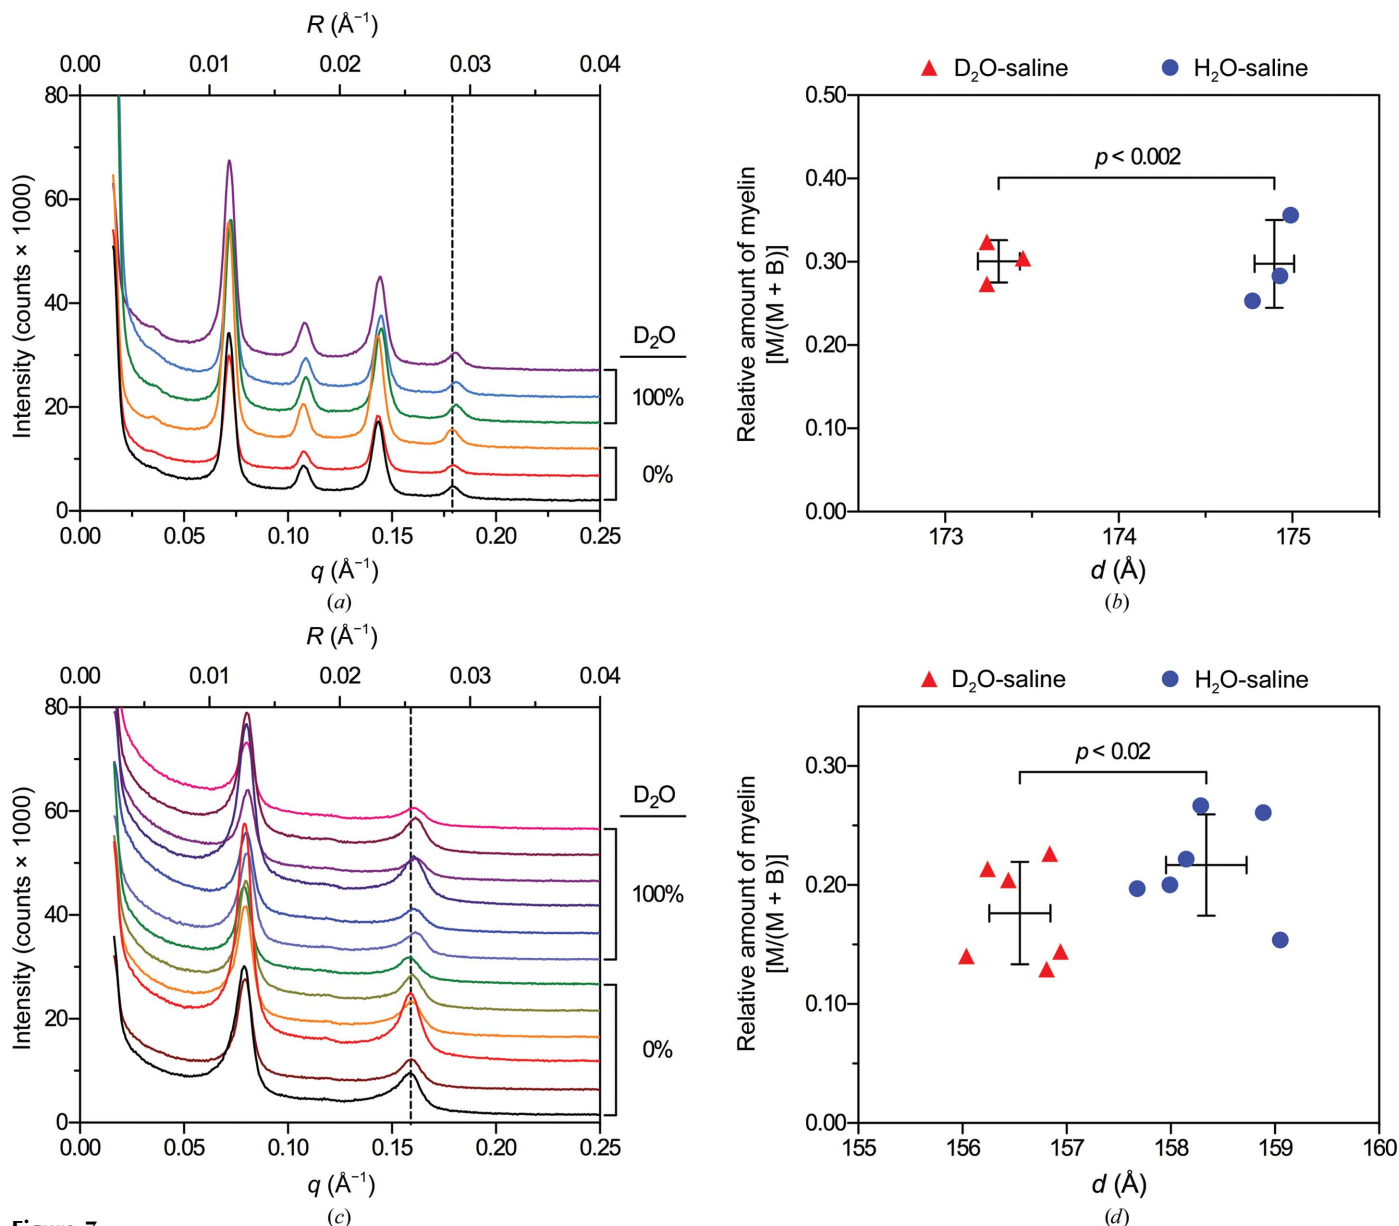 R (Å⁻¹)
0.00 0.01 0.02 0.03 0.04
80
60
40
20
0
Intensity (counts × 1000)
D₂O
100%
0%
0.00 0.05 0.10 0.15 0.20 0.25
q (Å⁻¹)
(a)
D₂O-saline H₂O-saline
0.50
0.40
0.30
0.20
0.10
0.00
Relative amount of myelin
[M/(M + B)]
p < 0.002
173 174 175
d (Å)
(b)
R (Å⁻¹)
0.00 0.01 0.02 0.03 0.04
80
60
40
20
0
Intensity (counts × 1000)
D₂O
100%
0%
0.00 0.05 0.10 0.15 0.20 0.25
q (Å⁻¹)
(c)
D₂O-saline H₂O-saline
0.30
0.20
0.10
0.00
Relative amount of myelin
[M/(M + B)]
p < 0.02
155 156 157 158 159 160
d (Å)
(d)
Figure 7